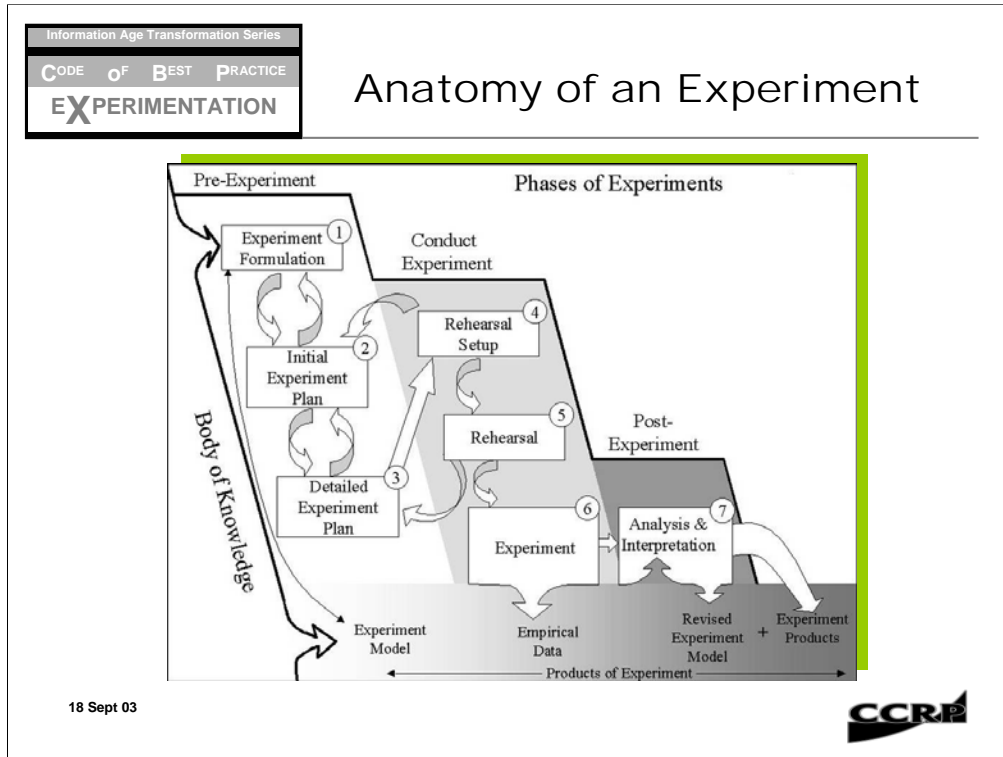 Information Age Transformation Series
CODE OF BEST PRACTICE
EXPERIMENTATION
Anatomy of an Experiment
Pre-Experiment
Phases of Experiments
Experiment
Formulation
1
Conduct
Experiment
Initial
Experiment
Plan
2
Rehearsal
Setup
4
Rehearsal
5
Detailed
Experiment
Plan
3
Post-
Experiment
Body of Knowledge
Experiment
6
Analysis &
Interpretation
7
Experiment
Model
Empirical
Data
Revised
Experiment
Model
+
Experiment
Products
Products of Experiment
18 Sept 03
CCRP